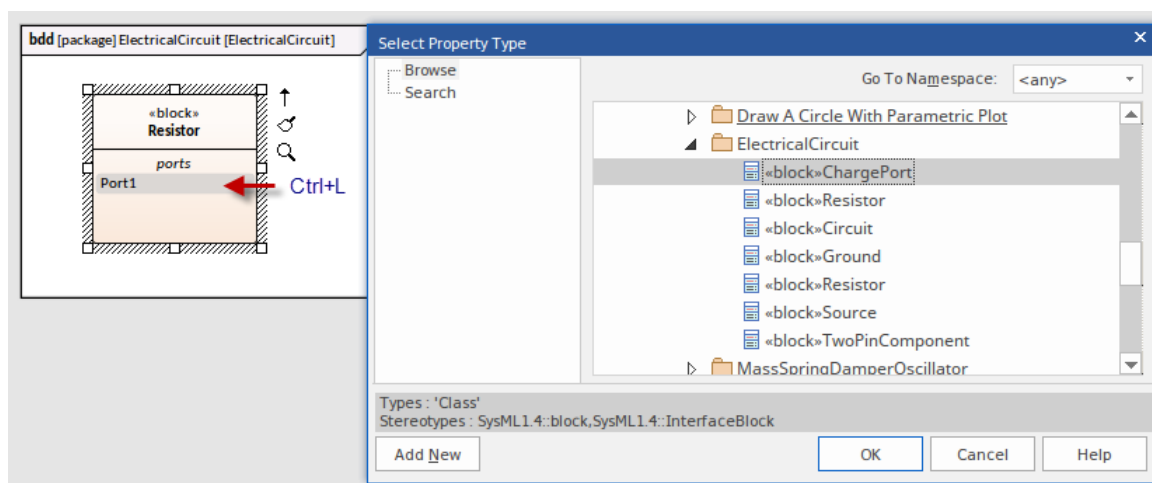 bdd [package] ElectricalCircuit [ElectricalCircuit]
«block»
Resistor
ports
Port1
Ctrl+L
Select Property Type
Browse
Search
Go To Namespace: <any>
Draw A Circle With Parametric Plot
ElectricalCircuit
«block»ChargePort
«block»Resistor
«block»Circuit
«block»Ground
«block»Resistor
«block»Source
«block»TwoPinComponent
MassSpringDamperOscillator
Types : 'Class'
Stereotypes : SysML1.4::block,SysML1.4::InterfaceBlock
Add New OK Cancel Help